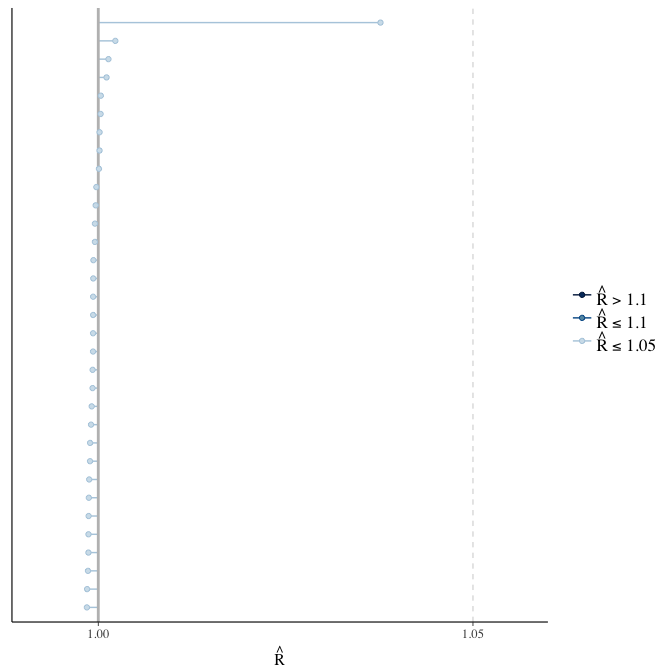 R̂ > 1.1
R̂ ≤ 1.1
R̂ ≤ 1.05
1.00 1.05
R̂